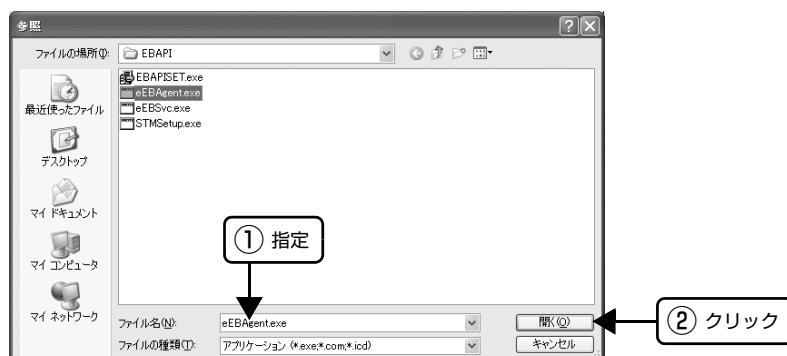 参照
ファイルの場所(I): EBAPI
EBAPISET.exe
eEBAgent.exe
eEBSvc.exe
STMSetup.exe
最近使ったファイル
デスクトップ
マイ ドキュメント
マイ コンピュータ
マイ ネットワーク
① 指定
ファイル名(N): eEBAgent.exe 開く(O)
② クリック
ファイルの種類(T): アプリケーション (*.exe;*.com;*.icd) キャンセル